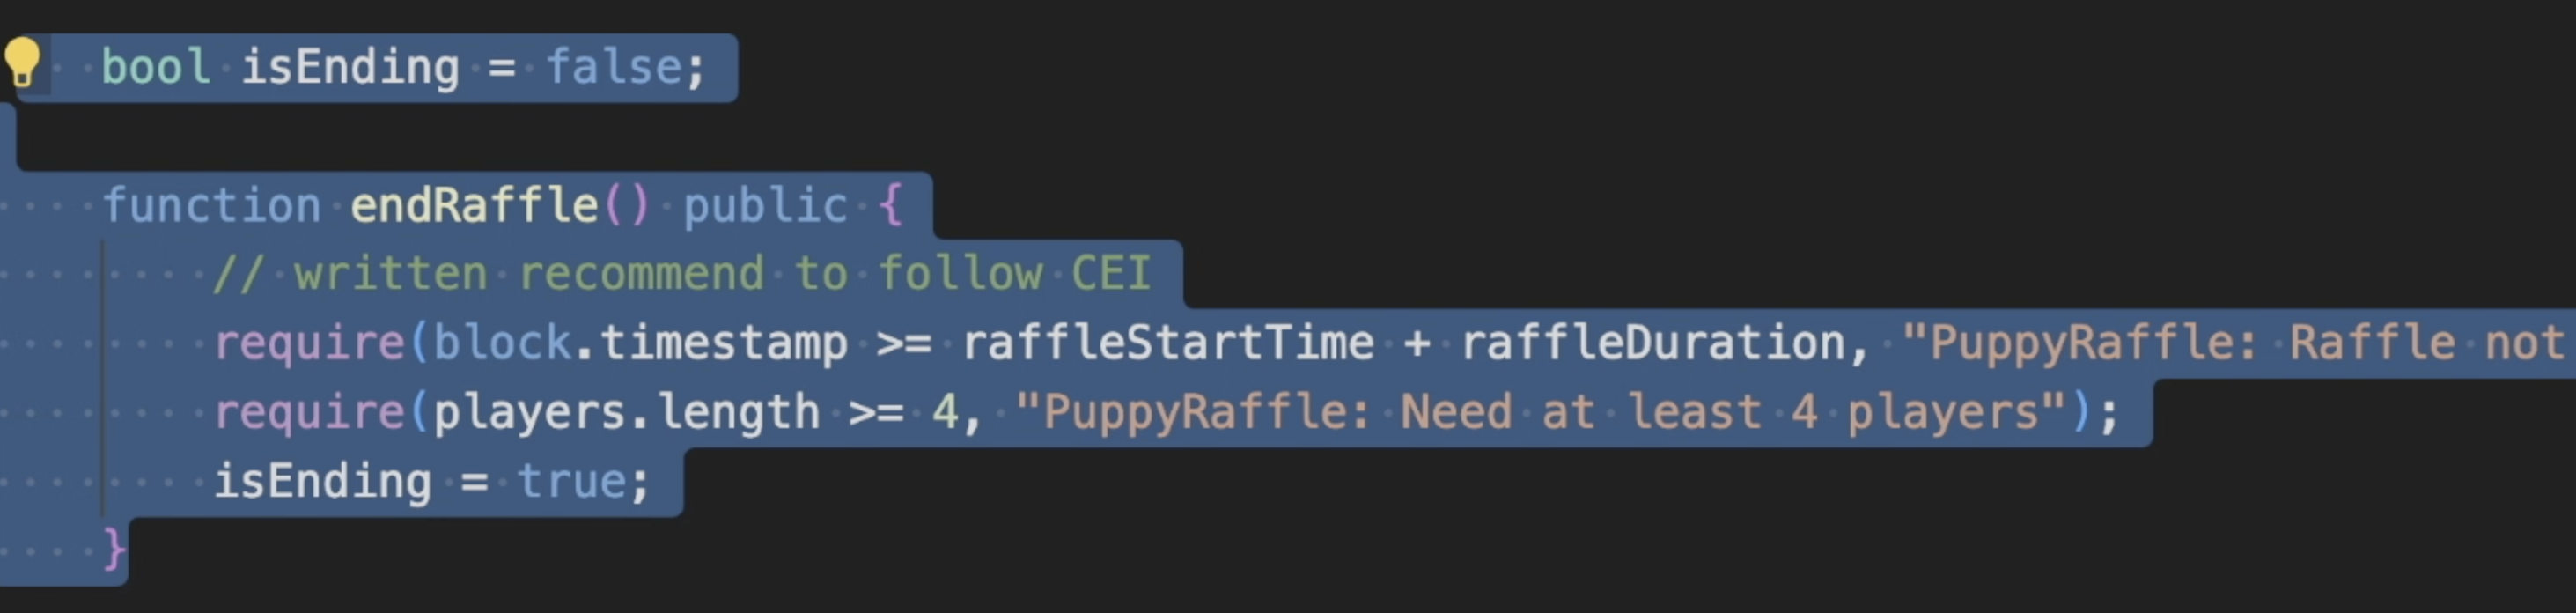 bool isEnding = false;
function endRaffle() public {
// written recommend to follow CEI
require(block.timestamp >= raffleStartTime + raffleDuration, "PuppyRaffle: Raffle not
require(players.length >= 4, "PuppyRaffle: Need at least 4 players");
isEnding = true;
}